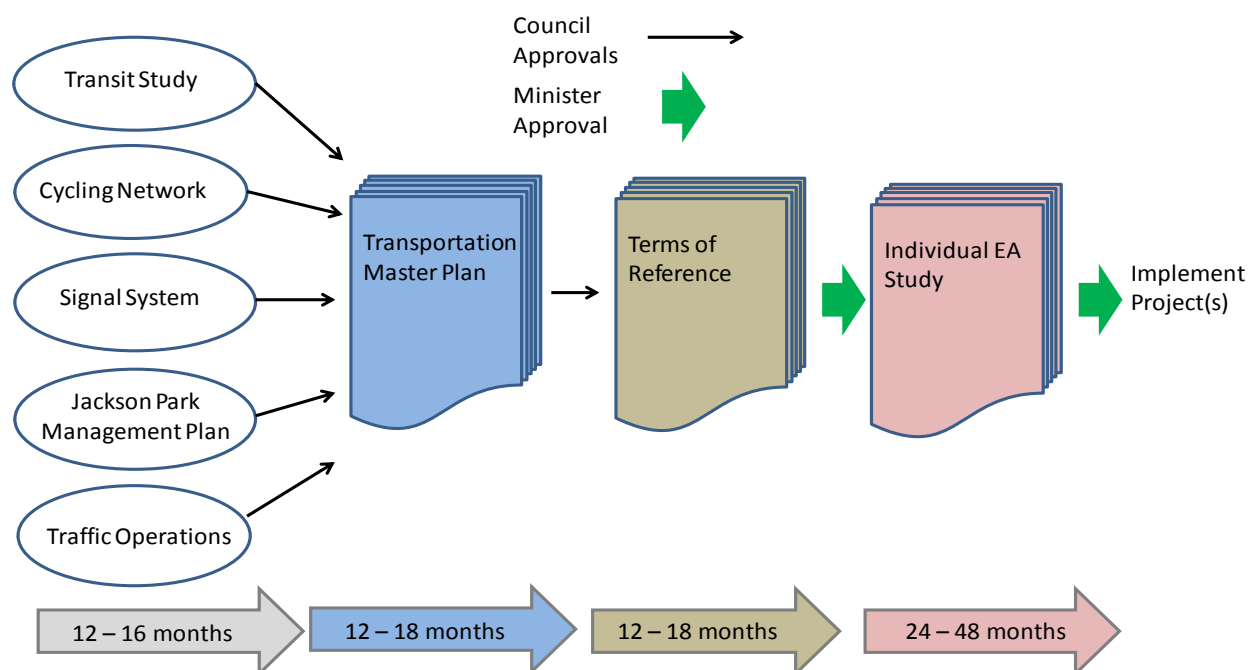 Council
Approvals
Minister
Approval
Transit Study
Cycling Network
Signal System
Jackson Park
Management Plan
Traffic Operations
Transportation
Master Plan
Terms of
Reference
Individual EA
Study
Implement
Project(s)
12 – 16 months
12 – 18 months
12 – 18 months
24 – 48 months